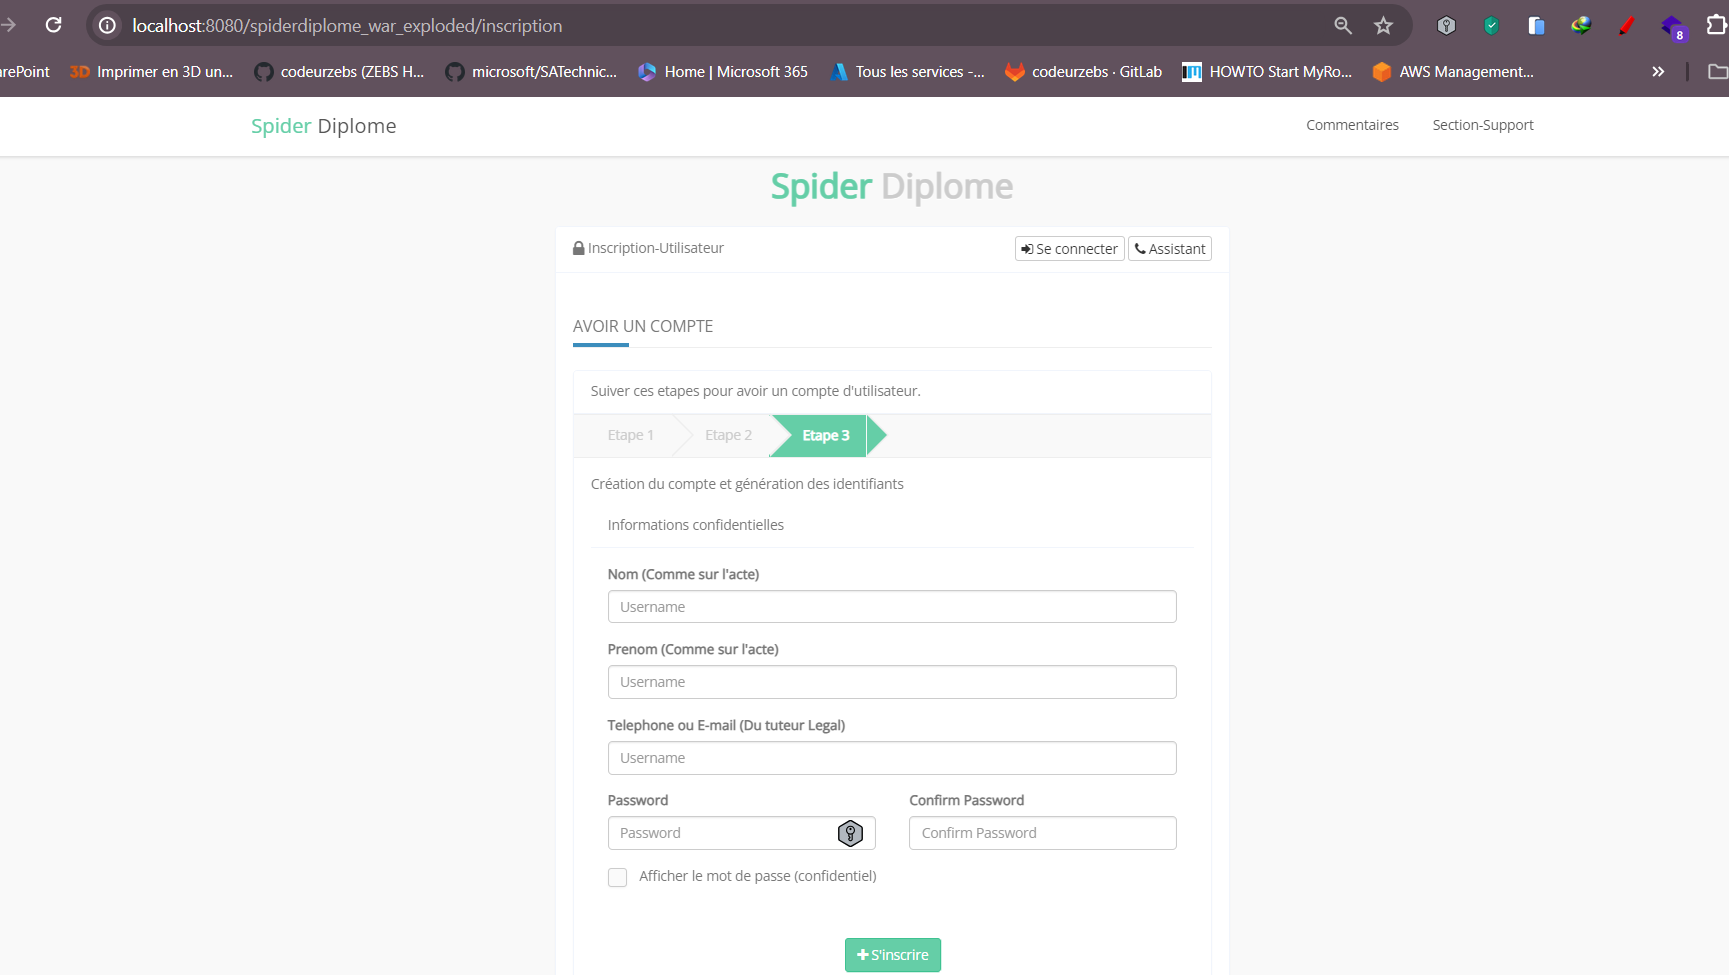 localhost:8080/spiderdiplome_war_exploded/inscription
8
arePoint 3D Imprimer en 3D un... codeurzebs (ZEBS H... microsoft/SATechnic... Home | Microsoft 365 Tous les services -... codeurzebs · GitLab HOWTO Start MyRo... AWS Management...
Spider Diplome Commentaires Section-Support
Spider Diplome
Inscription-Utilisateur Se connecter Assistant
AVOIR UN COMPTE
Suiver ces etapes pour avoir un compte d'utilisateur.
Etape 1 Etape 2 Etape 3
Création du compte et génération des identifiants
Informations confidentielles
Nom (Comme sur l'acte)
Username
Prenom (Comme sur l'acte)
Username
Telephone ou E-mail (Du tuteur Legal)
Username
Password Confirm Password
Password Confirm Password
Afficher le mot de passe (confidentiel)
S'inscrire